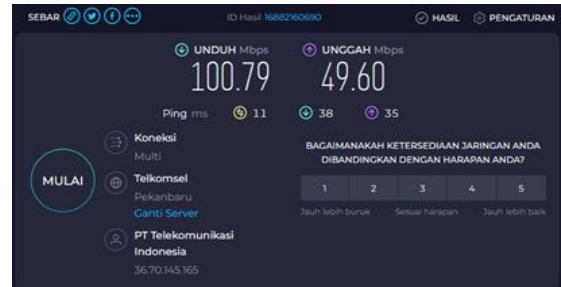 SEBAR
ID Hasil 16882160690
HASIL
PENGATURAN
UNDUH Mbps
100.79
UNGGAH Mbps
49.60
Ping ms 11 38 35
Koneksi
Multi
Telkomsel
Pekanbaru
Ganti Server
PT Telekomunikasi
Indonesia
36.70.145.165
MULAI
BAGAIMANAKAH KETERSEDIAAN JARINGAN ANDA
DIBANDINGKAN DENGAN HARAPAN ANDA?
1 2 3 4 5
Jauh lebih buruk Sesuai harapan Jauh lebih baik